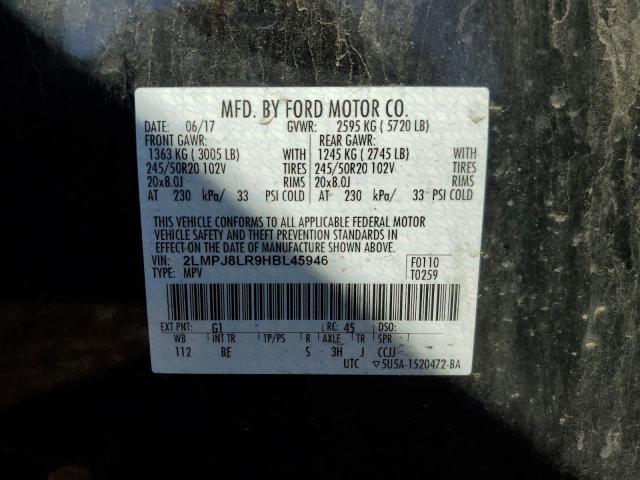 MFD. BY FORD MOTOR CO.
DATE: 06/17 GVWR: 2595 KG ( 5720 LB)
FRONT GAWR: REAR GAWR:
1363 KG ( 3005 LB) WITH 1245 KG ( 2745 LB) WITH
245/50R20 102V TIRES 245/50R20 102V TIRES
20x8.0J RIMS 20x8.0J RIMS
AT 230 kPa/ 33 PSI COLD AT 230 kPa/ 33 PSI COLD
THIS VEHICLE CONFORMS TO ALL APPLICABLE FEDERAL MOTOR
VEHICLE SAFETY AND THEFT PREVENTION STANDARDS IN
EFFECT ON THE DATE OF MANUFACTURE SHOWN ABOVE.
VIN: 2LMPJ8LR9HBL45946 F0110
TYPE: MPV T0259
EXT PNT: G1 RC: 45 DSO:
WB INT TR TP/PS R AXLE TR SPR
112 BE S 3H J CCJJ
UTC ▽5U5A-1520472-BA